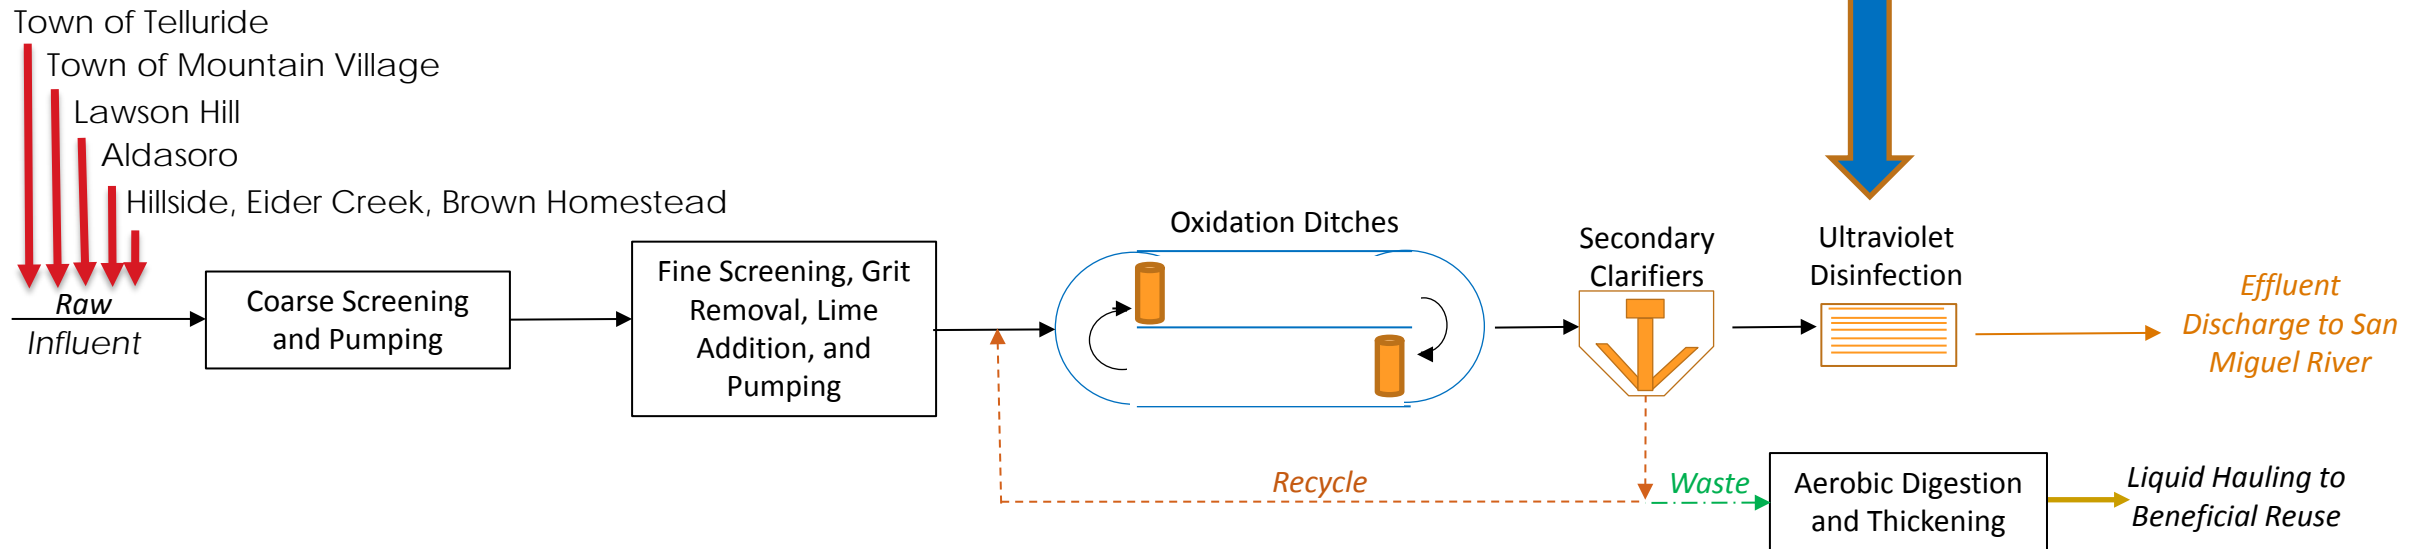 Town of Telluride
Town of Mountain Village
Lawson Hill
Aldasoro
Hillside, Eider Creek, Brown Homestead
Raw
Influent
Coarse Screening
and Pumping
Fine Screening, Grit
Removal, Lime
Addition, and
Pumping
Oxidation Ditches
Secondary
Clarifiers
Ultraviolet
Disinfection
Effluent
Discharge to San
Miguel River
Recycle
Waste
Aerobic Digestion
and Thickening
Liquid Hauling to
Beneficial Reuse